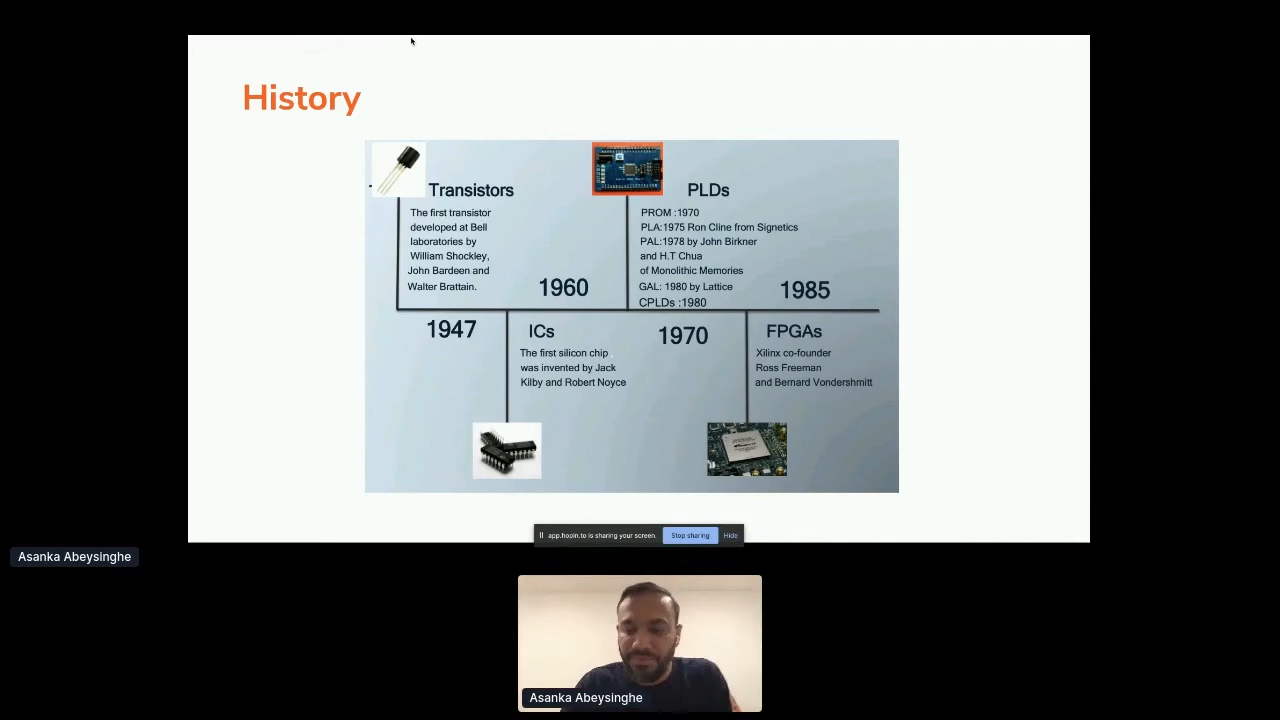 History
Transistors
The first transistor
developed at Bell
laboratories by
William Shockley,
John Bardeen and
Walter Brattain.
1947
1960
ICs
The first silicon chip
was invented by Jack
Kilby and Robert Noyce
PLDs
PROM :1970
PLA:1975 Ron Cline from Signetics
PAL:1978 by John Birkner
and H.T Chua
of Monolithic Memories
GAL: 1980 by Lattice
CPLDs :1980
1970
1985
FPGAs
Xilinx co-founder
Ross Freeman
and Bernard Vondershmitt
app.hopin.to is sharing your screen.
Stop sharing
Hide
Asanka Abeysinghe
Asanka Abeysinghe